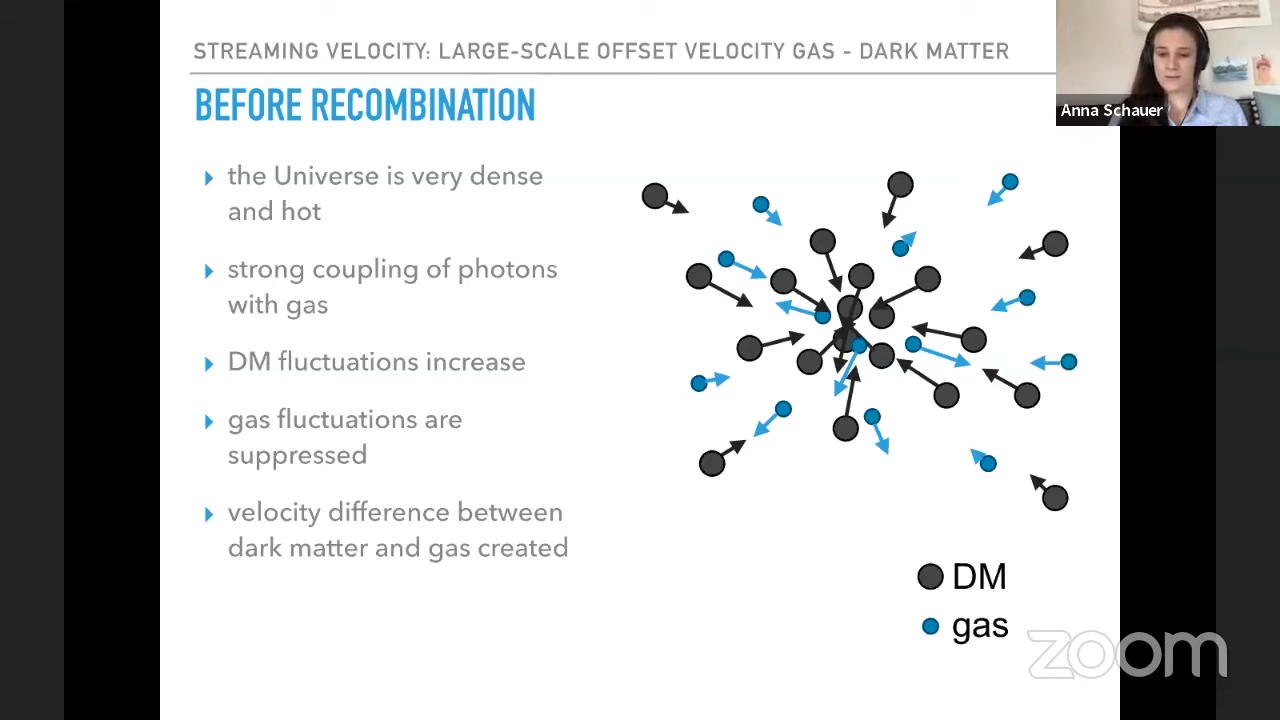 STREAMING VELOCITY: LARGE-SCALE OFFSET VELOCITY GAS - DARK MATTER
BEFORE RECOMBINATION
the Universe is very dense
and hot
strong coupling of photons
with gas
DM fluctuations increase
gas fluctuations are
suppressed
velocity difference between
dark matter and gas created
DM
gas
Anna Schauer
zoom